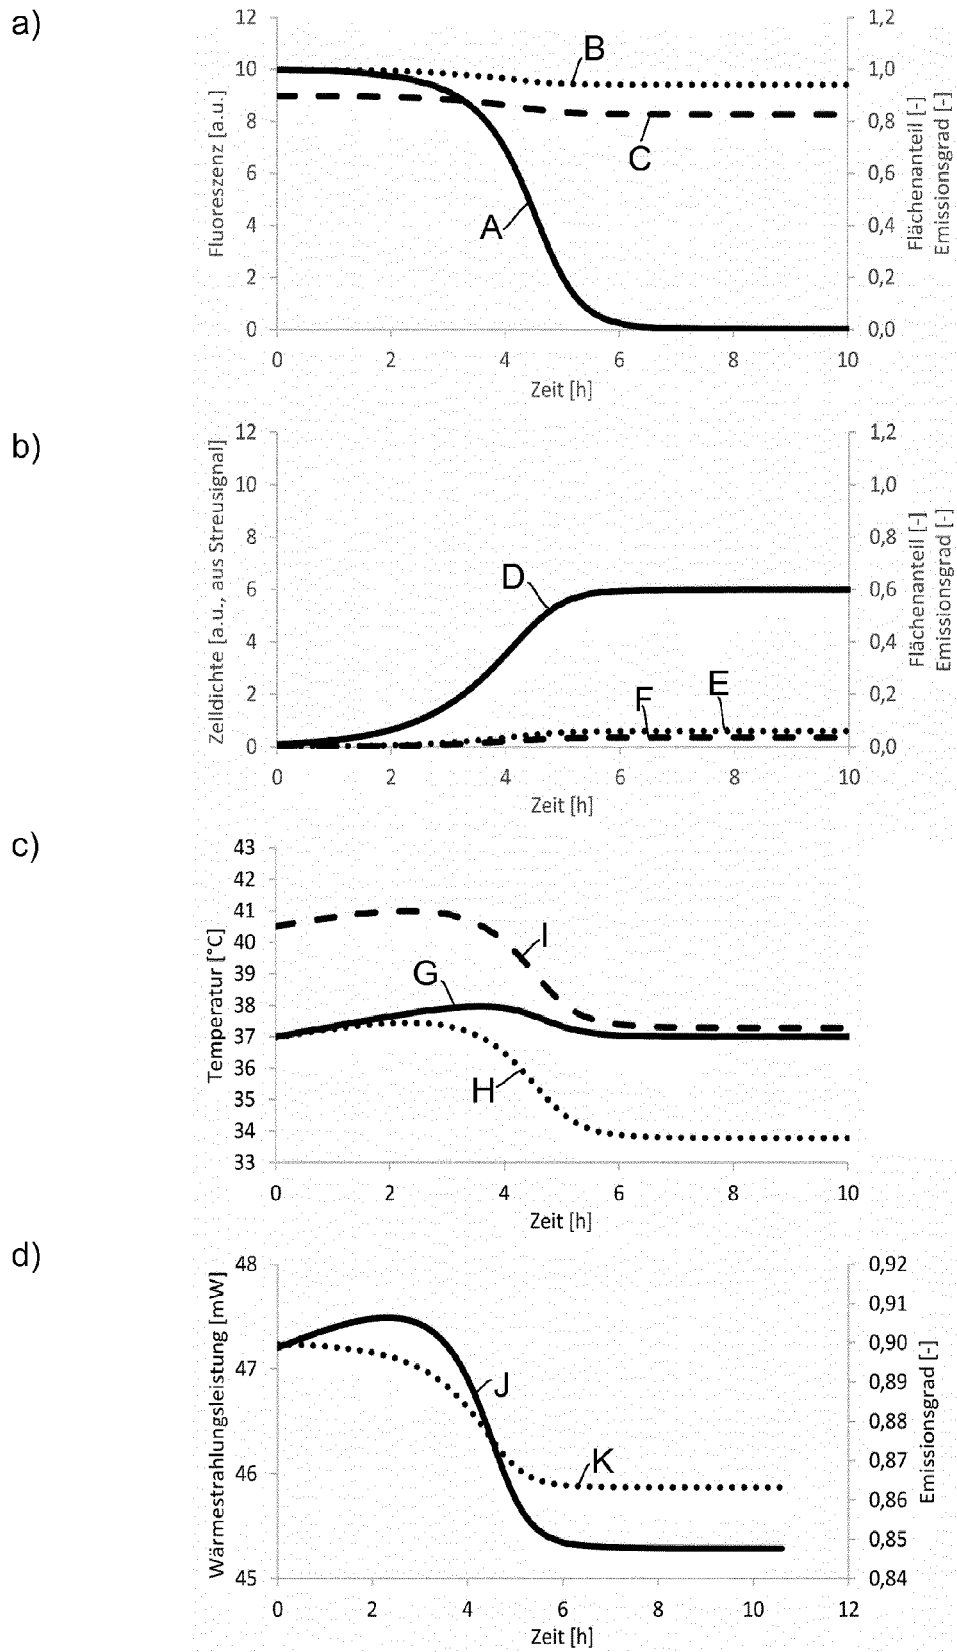 a)
Fluoreszenz [a.u.]
12
10
8
6
4
2
0
1,2
1,0
0,8
0,6
0,4
0,2
0,0
Flächenanteil [-]
Emissionsgrad [-]
B
C
A
0 2 4 6 8 10
Zeit [h]
b)
Zelldichte [a.u., aus Streusignal]
12
10
8
6
4
2
0
1,2
1,0
0,8
0,6
0,4
0,2
0,0
Flächenanteil [-]
Emissionsgrad [-]
D
F
E
0 2 4 6 8 10
Zeit [h]
c)
Temperatur [°C]
43
42
41
40
39
38
37
36
35
34
33
I
G
H
0 2 4 6 8 10
Zeit [h]
d)
Wärmestrahlungsleistung [mW]
48
47
46
45
0,92
0,91
0,90
0,89
0,88
0,87
0,86
0,85
0,84
Emissionsgrad [-]
J
K
0 2 4 6 8 10 12
Zeit [h]